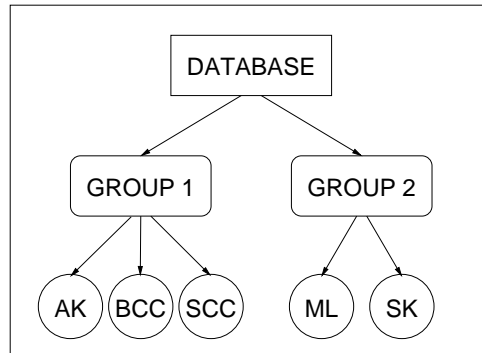 DATABASE
GROUP 1 GROUP 2
AK BCC SCC ML SK